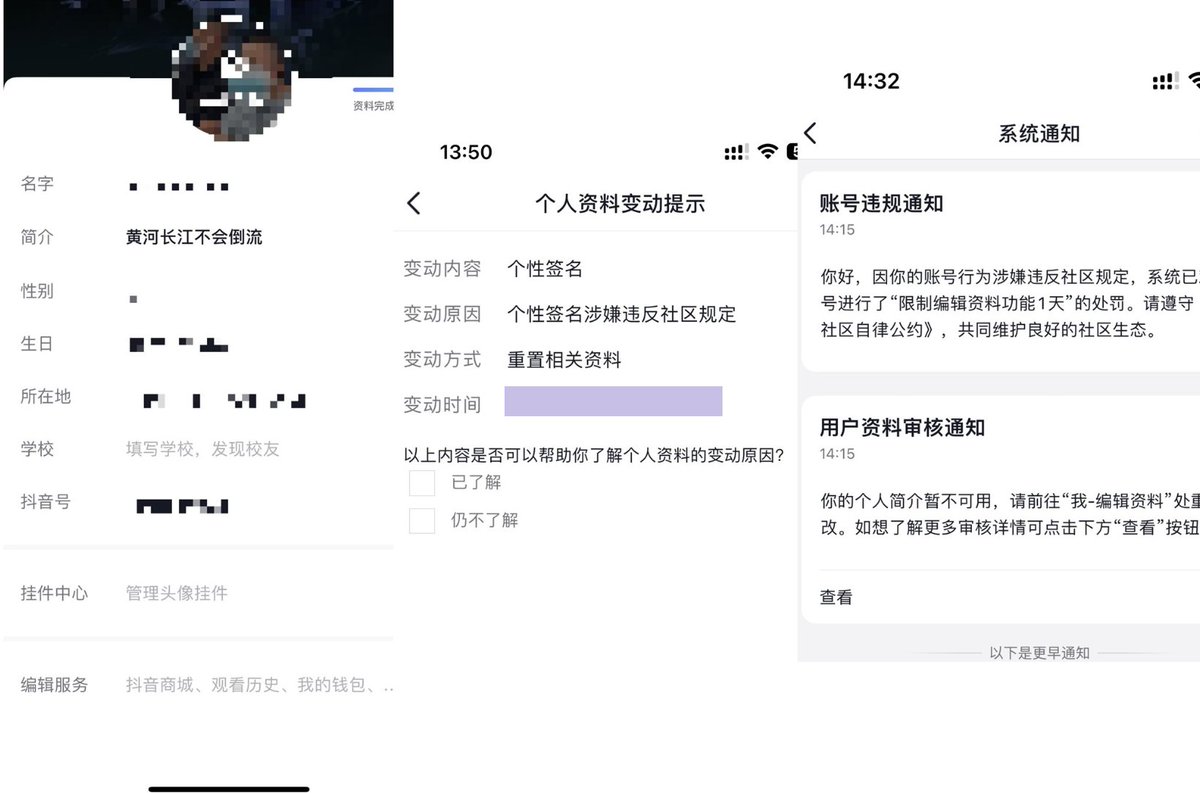 资料完成
名字
简介 黄河长江不会倒流
性别
生日
所在地
学校 填写学校，发现校友
抖音号
挂件中心 管理头像挂件
编辑服务 抖音商城、观看历史、我的钱包、...
13:50
个人资料变动提示
变动内容 个性签名
变动原因 个性签名涉嫌违反社区规定
变动方式 重置相关资料
变动时间
以上内容是否可以帮助你了解个人资料的变动原因?
已了解
仍不了解
14:32
系统通知
账号违规通知
14:15
你好，因你的账号行为涉嫌违反社区规定，系统已
号进行了“限制编辑资料功能1天”的处罚。请遵守
社区自律公约》，共同维护良好的社区生态。
用户资料审核通知
14:15
你的个人简介暂不可用，请前往“我-编辑资料”处重
改。如想了解更多审核详情可点击下方“查看”按钮
查看
以下是更早通知